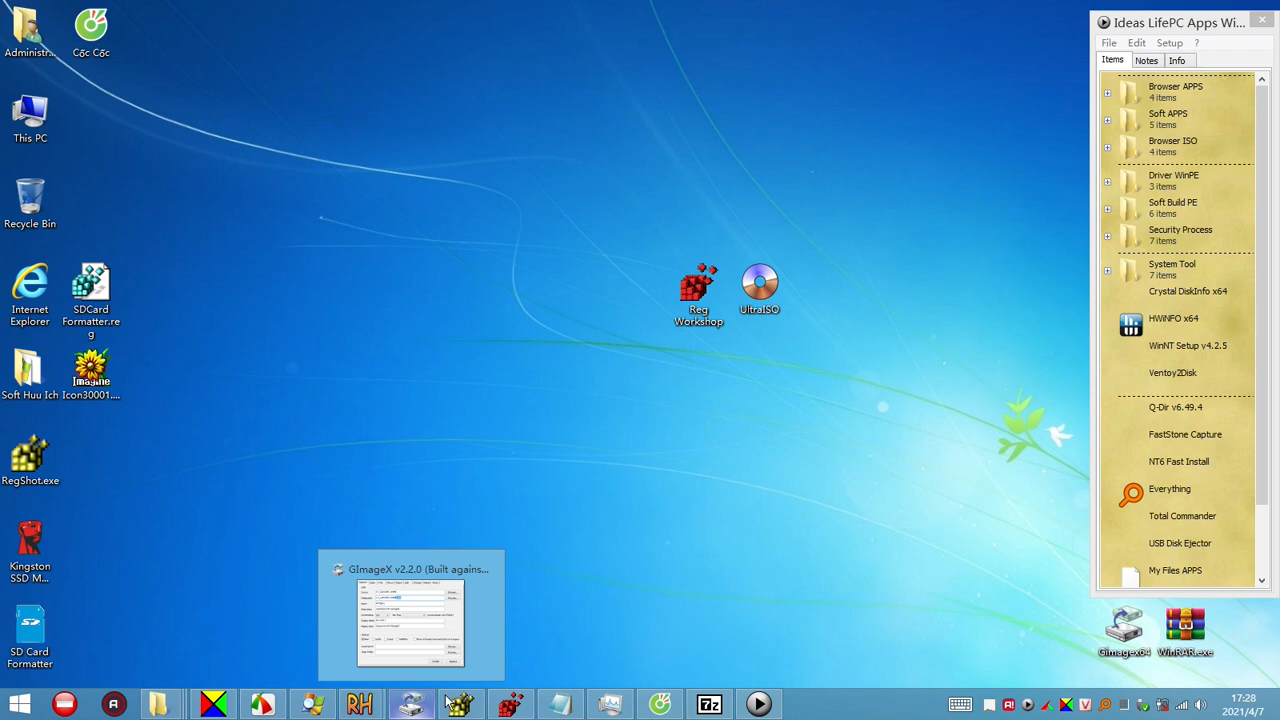 Administr...
Cốc Cốc
This PC
Recycle Bin
Internet
Explorer
SDCard
Formatter.re
g
Soft Huu Ich
Imagine
Icon30001....
RegShot.exe
Kingston
SSD M...
SD Card
Formatter
Reg
Workshop
UltraISO
Ideas LifePC Apps Wi...
File
Edit
Setup
?
Items
Notes
Info
Browser APPS
4 items
Soft APPS
5 items
Browser ISO
4 items
Driver WinPE
3 items
Soft Build PE
6 items
Security Process
7 items
System Tool
7 items
Crystal DiskInfo x64
HWiNFO x64
WinNT Setup v4.2.5
Ventoy2Disk
Q-Dir v6.49.4
FastStone Capture
NT6 Fast Install
Everything
Total Commander
USB Disk Ejector
My Files APPS
Gimagex64
WinRAR.exe
GImageX v2.2.0 (Built agains...
A
RH
7z
A!
V
17:28
2021/4/7